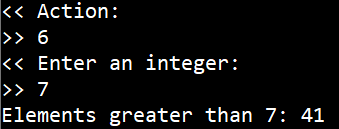 << Action:
>> 6
<< Enter an integer:
>> 7
Elements greater than 7: 41